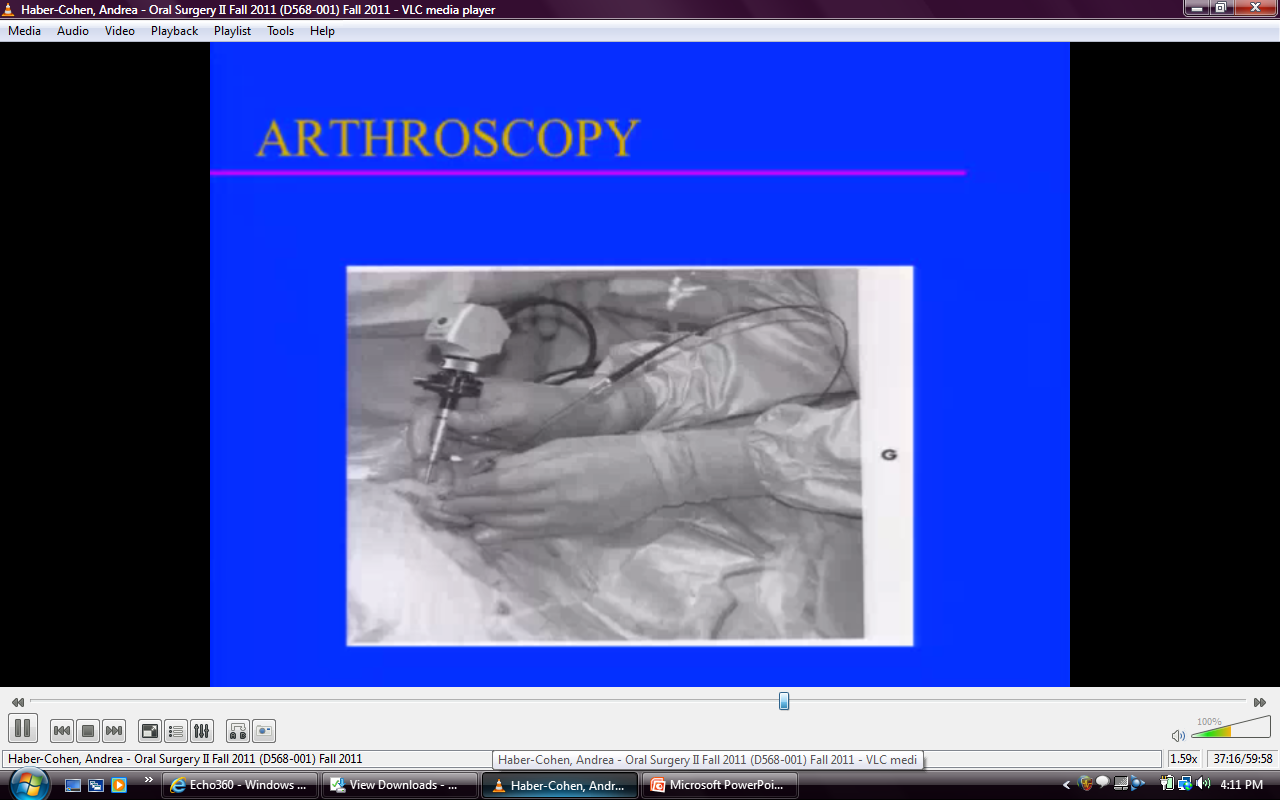 Haber-Cohen, Andrea - Oral Surgery II Fall 2011 (D568-001) Fall 2011 - VLC media player
Media Audio Video Playback Playlist Tools Help
ARTHROSCOPY
G
100%
Haber-Cohen, Andrea - Oral Surgery II Fall 2011 (D568-001) Fall 2011
Haber-Cohen, Andrea - Oral Surgery II Fall 2011 (D568-001) Fall 2011 - VLC medi
1.59x 37:16/59:58
Echo360 - Windows ... View Downloads - ... Haber-Cohen, Andr... Microsoft PowerPoi... 4:11 PM